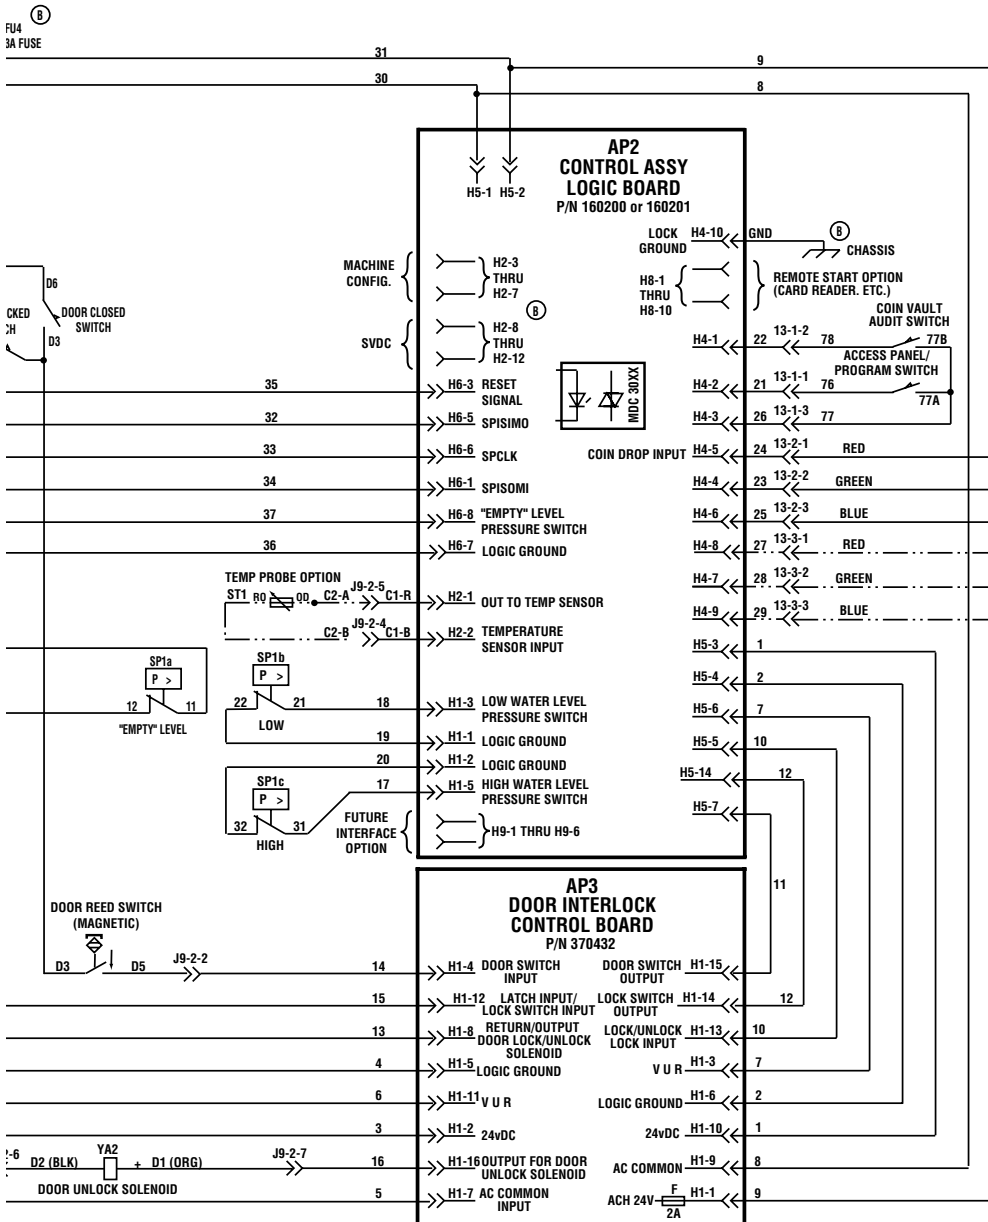 B
FU4
3A FUSE
31
9
30
8
AP2
CONTROL ASSY
LOGIC BOARD
P/N 160200 or 160201
H5-1 H5-2
LOCK GROUND
H4-10
GND
B
CHASSIS
MACHINE CONFIG.
H2-3
THRU
H2-7
H8-1
THRU
H8-10
REMOTE START OPTION
(CARD READER. ETC.)
D6
DOOR CLOSED
SWITCH
D3
CKED
CH
SVDC
H2-8
THRU
H2-12
B
COIN VAULT
AUDIT SWITCH
H4-1 22 13-1-2 78 77B
ACCESS PANEL/
PROGRAM SWITCH
MDC 30XX
35 H6-3 RESET
SIGNAL
H4-2 21 13-1-1 76 77A
32 H6-5 SPISIMO
H4-3 26 13-1-3 77
33 H6-6 SPCLK
COIN DROP INPUT H4-5 24 13-2-1 RED
34 H6-1 SPISOMI
H4-4 23 13-2-2 GREEN
37 H6-8 "EMPTY" LEVEL
PRESSURE SWITCH
H4-6 25 13-2-3 BLUE
36 H6-7 LOGIC GROUND
H4-8 27 13-3-1 RED
TEMP PROBE OPTION
H4-7 28 13-3-2 GREEN
ST1 RO OD C2-A J9-2-5 C1-R H2-1 OUT TO TEMP SENSOR
H4-9 29 13-3-3 BLUE
C2-B J9-2-4 C1-B H2-2 TEMPERATURE
SENSOR INPUT
H5-3 1
SP1a
P >
12 11
"EMPTY" LEVEL
SP1b
P >
22 21
LOW
H5-4 2
18 H1-3 LOW WATER LEVEL
PRESSURE SWITCH
H5-6 7
19 H1-1 LOGIC GROUND
H5-5 10
20 H1-2 LOGIC GROUND
H5-14 12
SP1c
P >
32 31
HIGH
17 H1-5 HIGH WATER LEVEL
PRESSURE SWITCH
H5-7
FUTURE
INTERFACE
OPTION
H9-1 THRU H9-6
11
AP3
DOOR INTERLOCK
CONTROL BOARD
P/N 370432
DOOR REED SWITCH
(MAGNETIC)
D3 D5 J9-2-2 14 H1-4 DOOR SWITCH
INPUT
DOOR SWITCH
OUTPUT
H1-15
15 H1-12 LATCH INPUT/
LOCK SWITCH INPUT
LOCK SWITCH
OUTPUT
H1-14 12
13 H1-8 RETURN/OUTPUT
DOOR LOCK/UNLOCK
SOLENOID
LOCK/UNLOCK
LOCK INPUT
H1-13 10
4 H1-5 LOGIC GROUND
V U R H1-3 7
6 H1-11 V U R
LOGIC GROUND H1-6 2
3 H1-2 24vDC
24vDC H1-10 1
2-6
D2 (BLK) YA2 + D1 (ORG) J9-2-7 16 H1-16 OUTPUT FOR DOOR
UNLOCK SOLENOID
DOOR UNLOCK SOLENOID
AC COMMON H1-9 8
5 H1-7 AC COMMON
INPUT
ACH 24V F
2A
H1-1 9